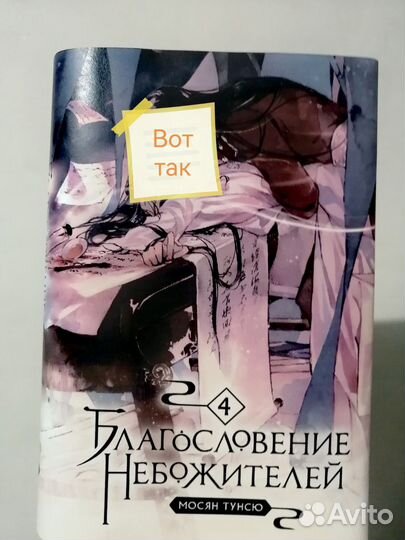 Вот
так
4
БЛАГОСЛОВЕНИЕ
НЕБОЖИТЕЛЕЙ
МОСЯН ТУНСЮ
Avito